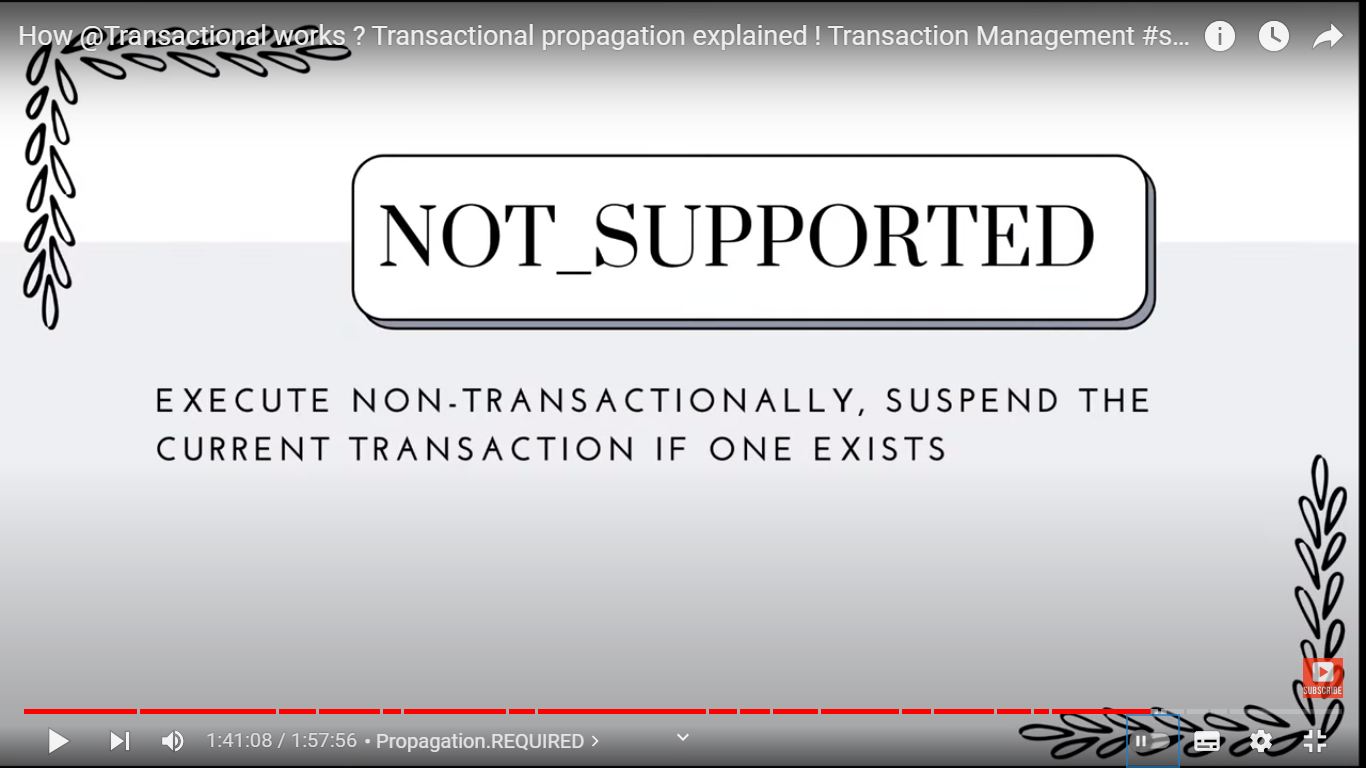 How @Transactional works ? Transactional propagation explained ! Transaction Management #s...
NOT_SUPPORTED
EXECUTE NON-TRANSACTIONALLY, SUSPEND THE
CURRENT TRANSACTION IF ONE EXISTS
SUBSCRIBE
1:41:08 / 1:57:56 • Propagation.REQUIRED >